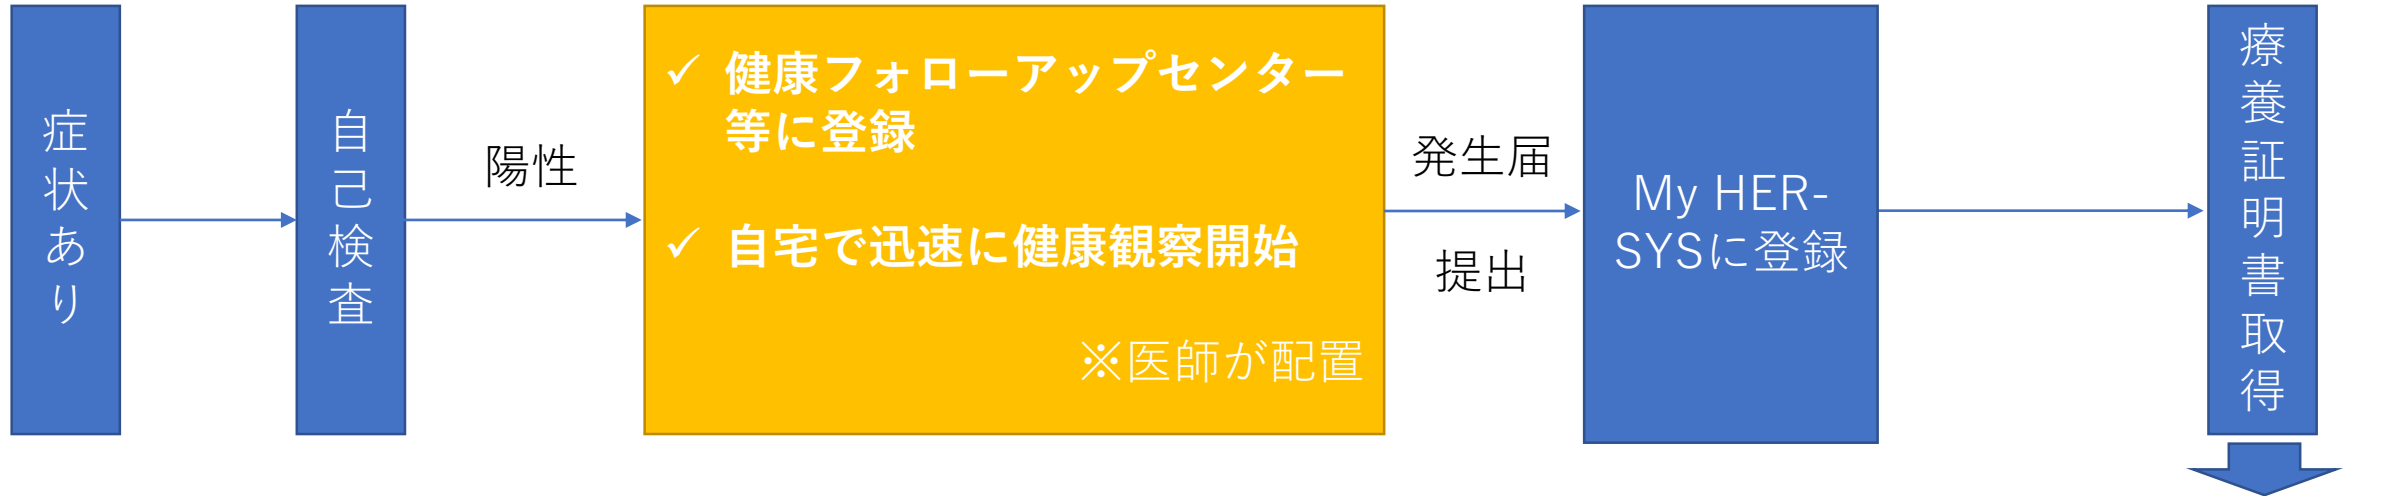 症状あり
自己検査
陽性
✓ 健康フォローアップセンター
等に登録
✓ 自宅で迅速に健康観察開始
※医師が配置
発生届
提出
My HER-
SYSに登録
療養証明書取得